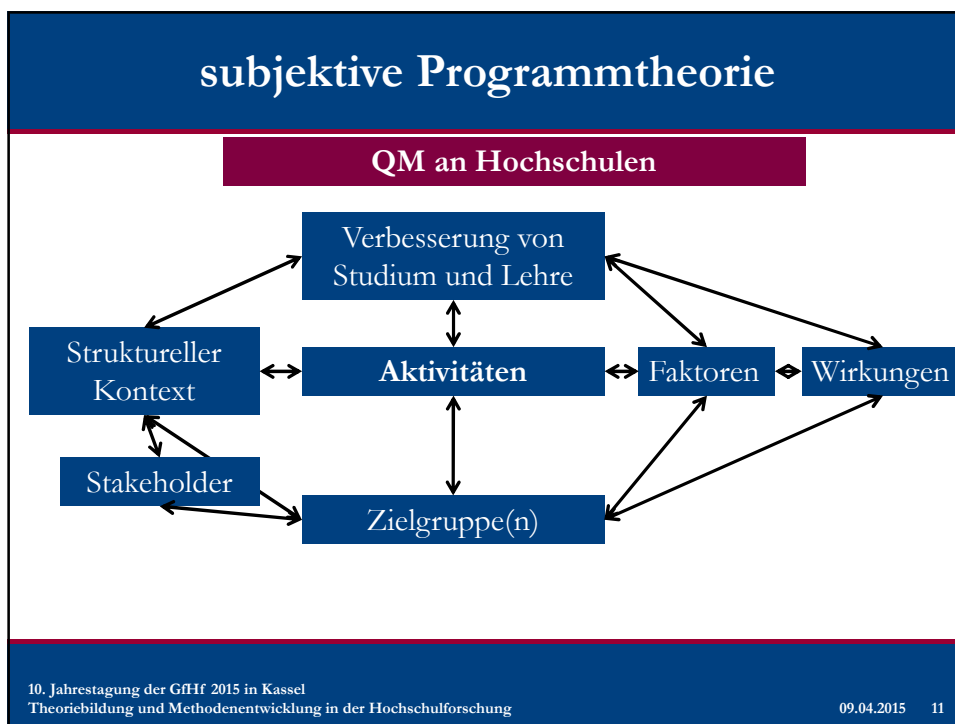 subjektive Programmtheorie
QM an Hochschulen
Verbesserung von
Studium und Lehre
Struktureller
Kontext
Aktivitäten
Faktoren
Wirkungen
Stakeholder
Zielgruppe(n)
10. Jahrestagung der GfHf 2015 in Kassel
Theoriebildung und Methodenentwicklung in der Hochschulforschung
09.04.2015 11